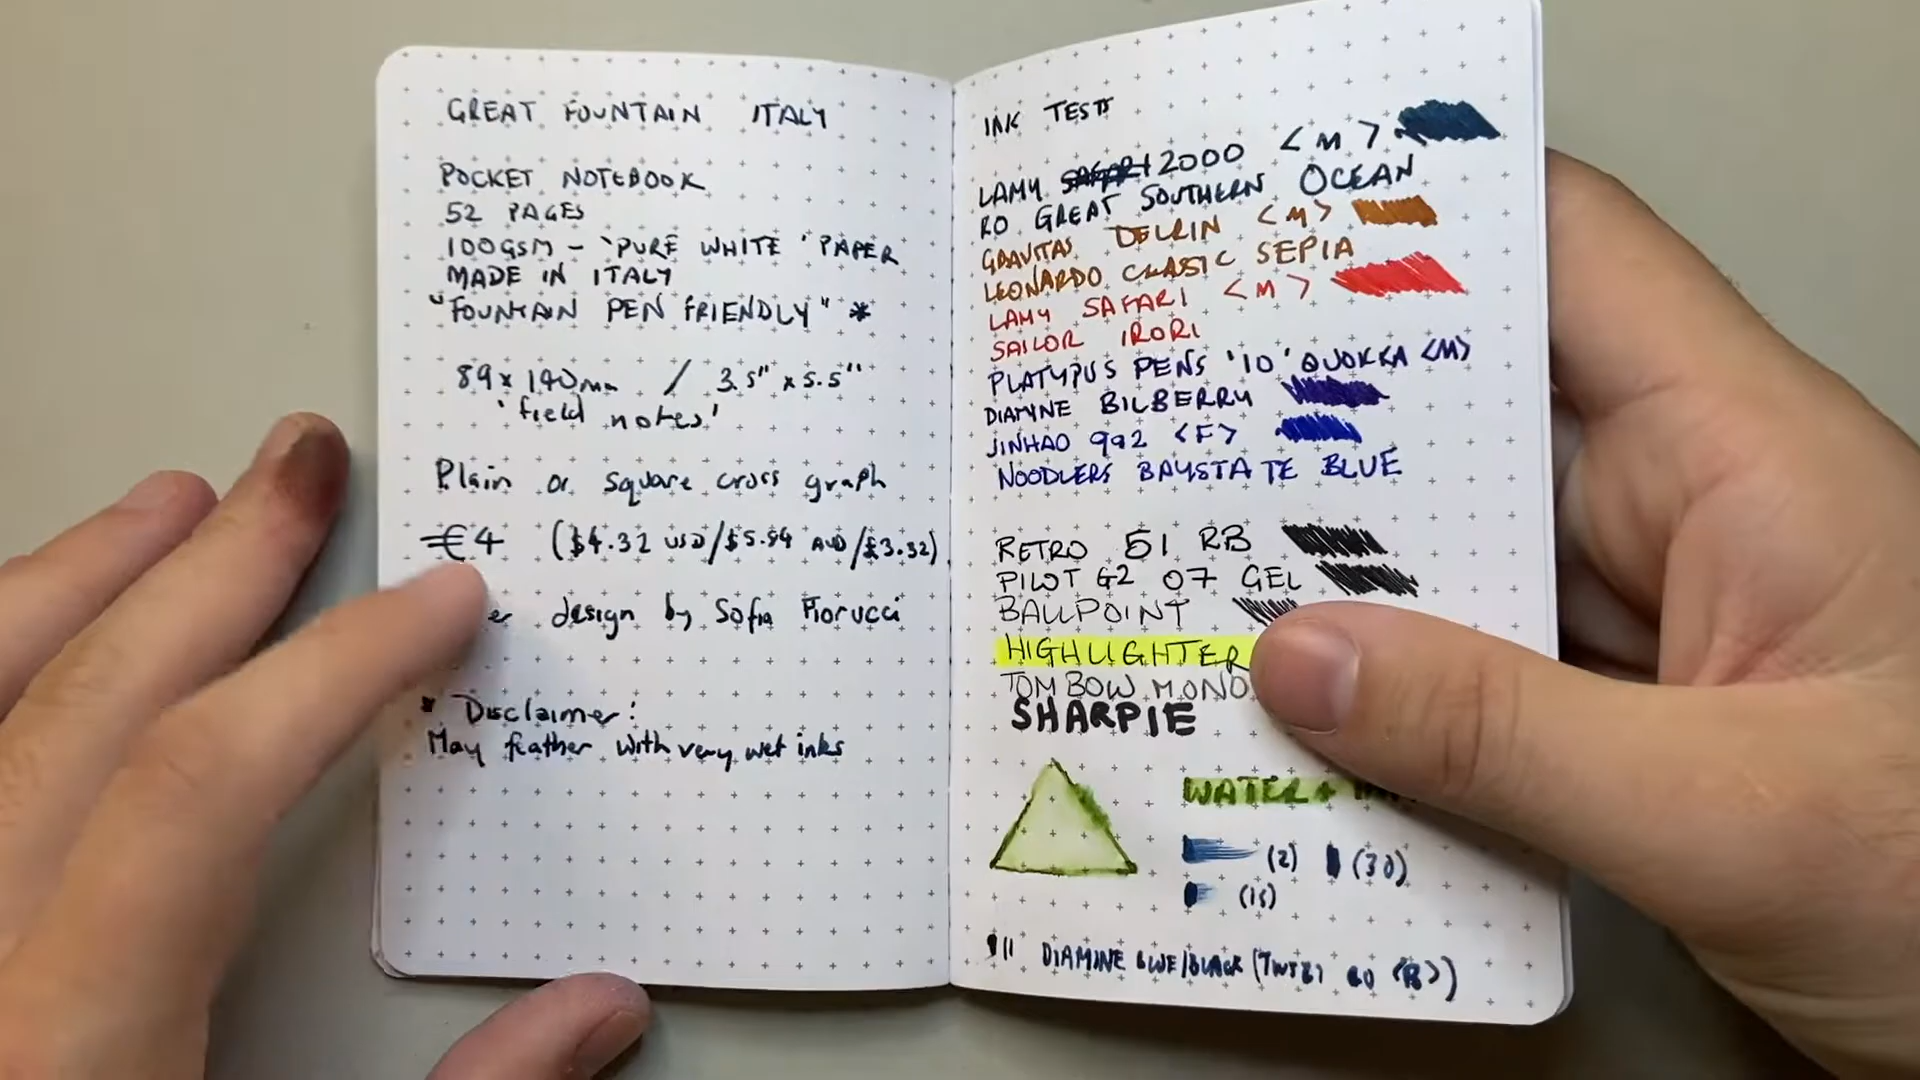 GREAT FOUNTAIN ITALY
POCKET NOTEBOOK
52 PAGES
100GSM - 'PURE WHITE' PAPER
MADE IN ITALY
"FOUNTAIN PEN FRIENDLY" *
89 x 140mm / 3.5" x 5.5"
'field notes'
Plain or square cross graph
€4 ($4.32 USD/$5.94 AUD/£3.32)
design by Sofia Fiorucci
* Disclaimer:
May feather with very wet inks
INK TESTS
LAMY 2000 <M>
RO GREAT SOUTHERN OCEAN
GRAVITAS DELRIN <M>
LEONARDO CLASSIC SEPIA
LAMY SAFARI <M>
SAILOR IRORI
PLATYPUS PENS '10' QUOKKA <M>
DIAMINE BILBERRY
JINHAO 992 <F>
NOODLERS BAYSTATE BLUE
RETRO 51 RB
PILOT G2 07 GEL
BALLPOINT
HIGHLIGHTER
TOMBOW MONO
SHARPIE
WATER +
(2) (30)
(15)
DIAMINE BLUE/BLACK (TWSBI GO <B>)